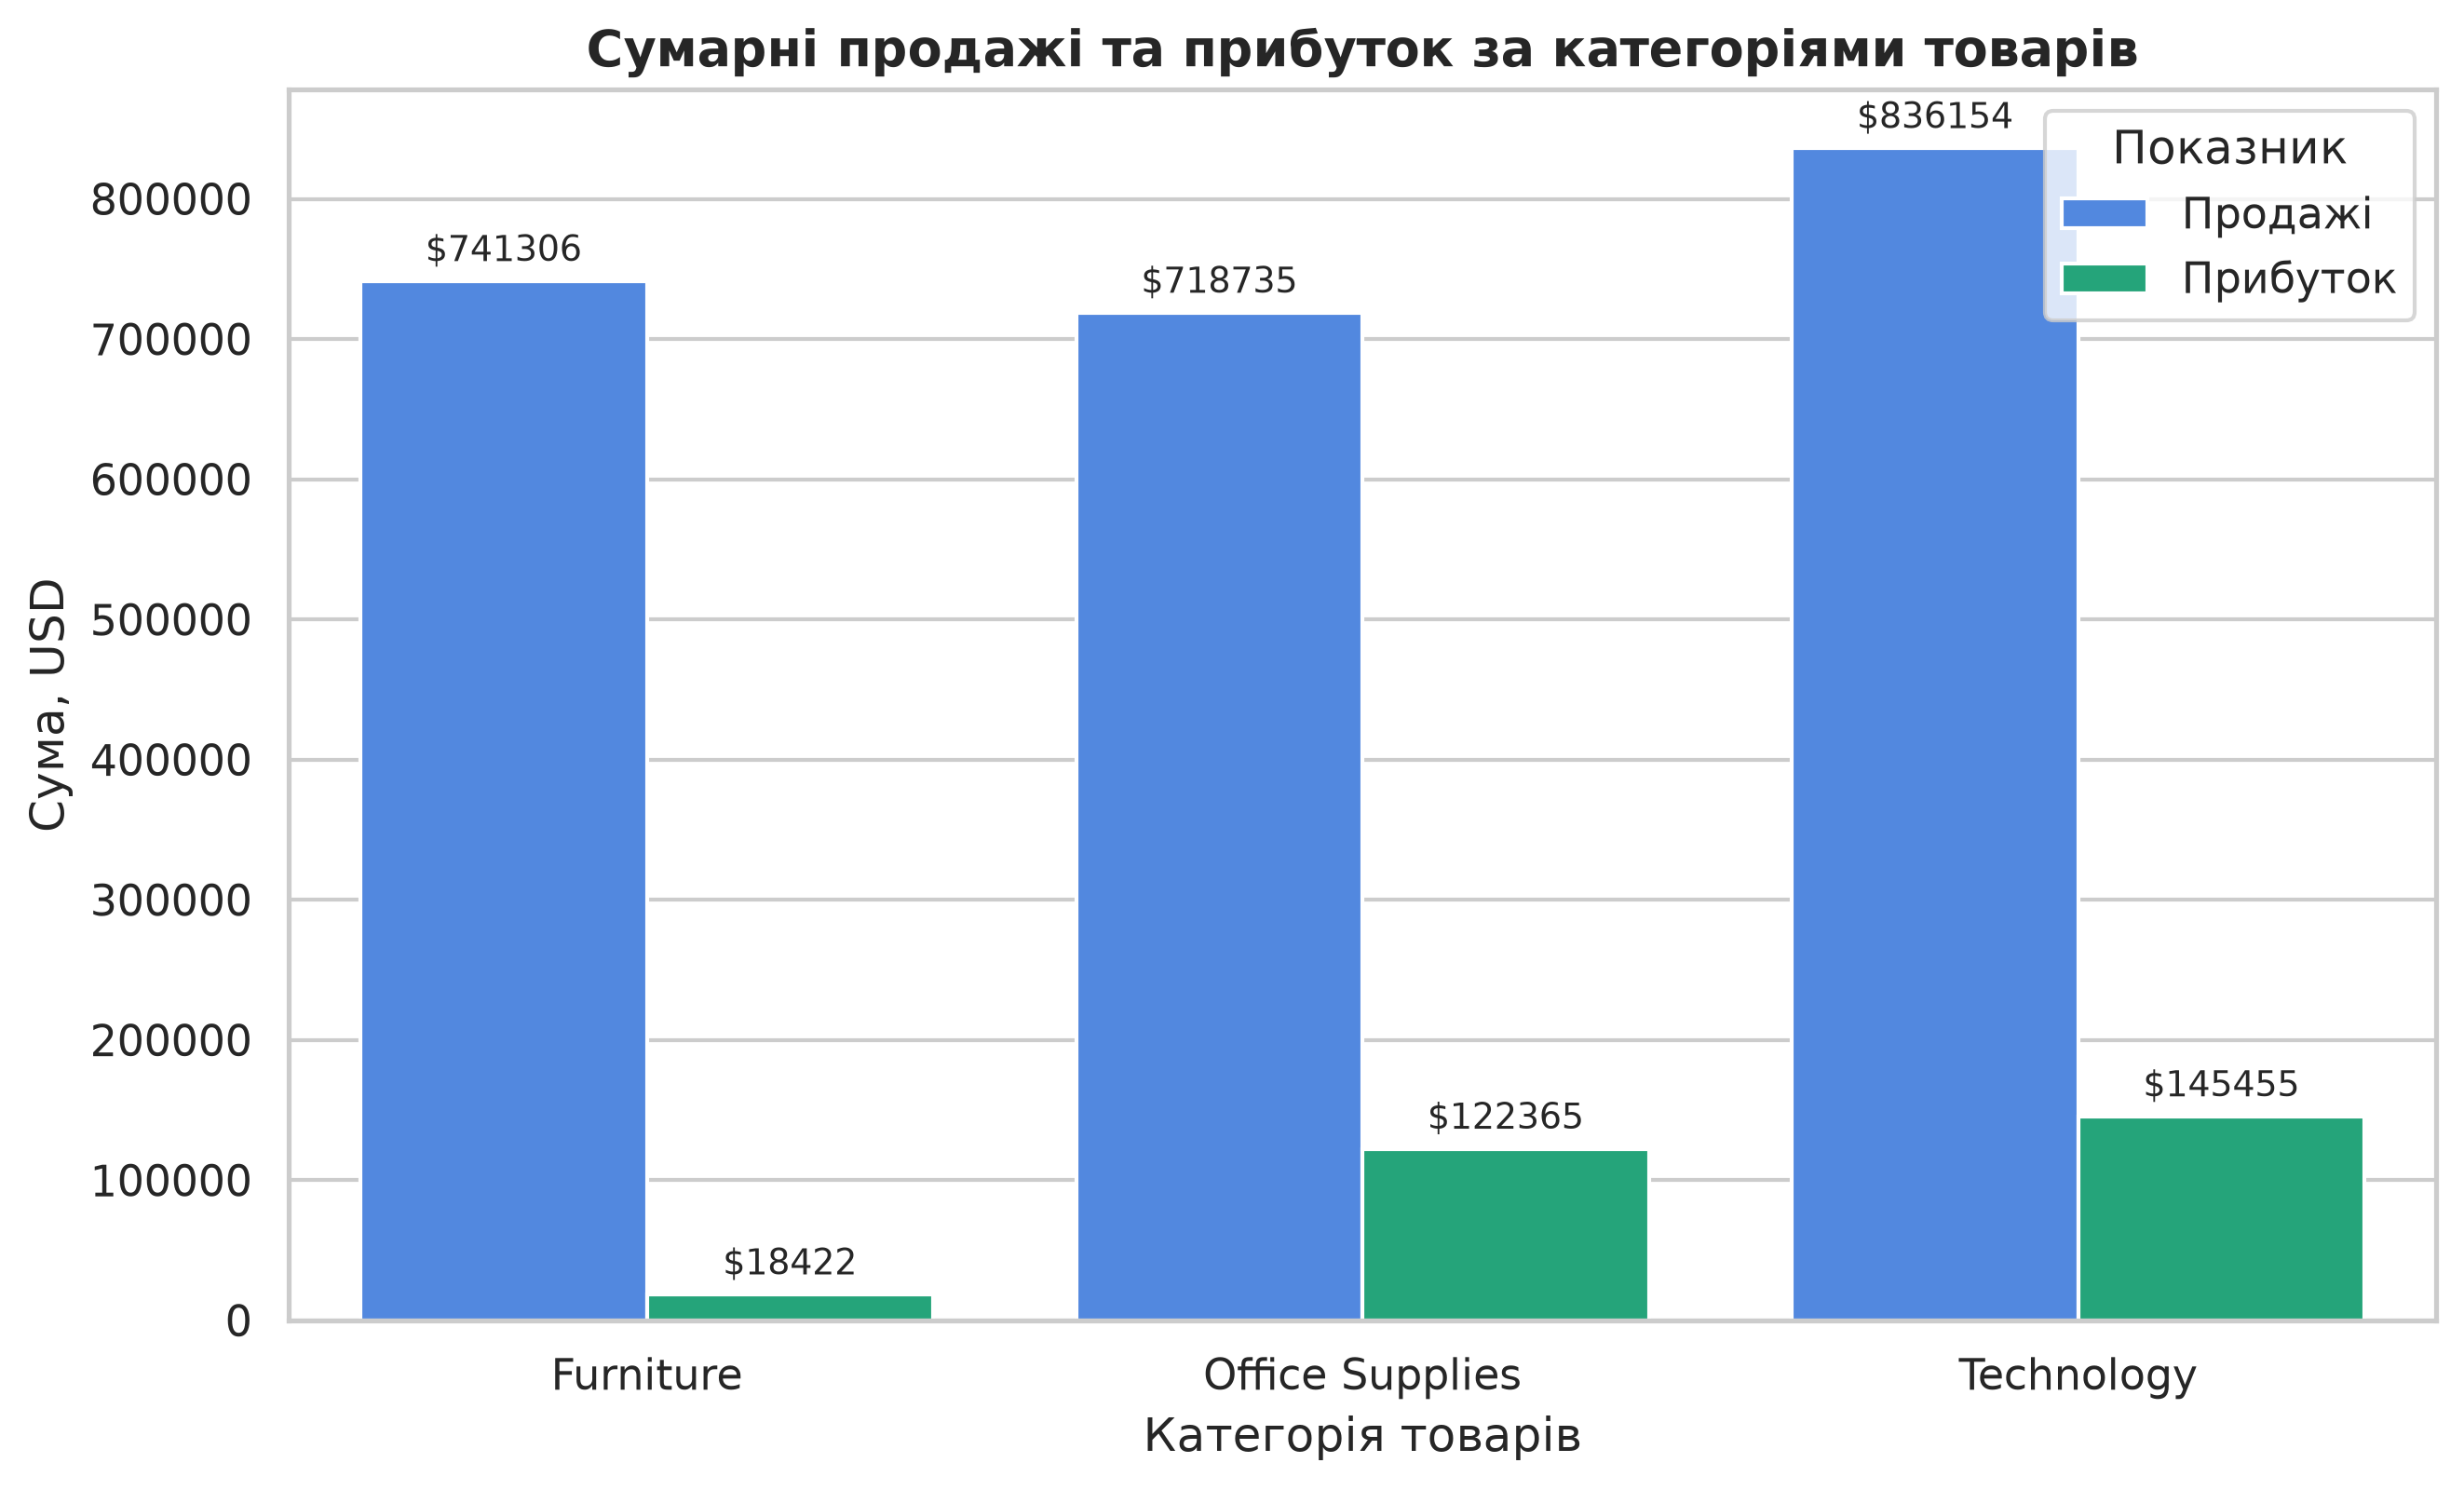 Сумарні продажі та прибуток за категоріями товарів
$836154
Показник
Продажі
Прибуток
$741306
$718735
$145455
$122365
$18422
800000
700000
600000
500000
400000
300000
200000
100000
0
Сума, USD
Furniture
Office Supplies
Technology
Категорія товарів